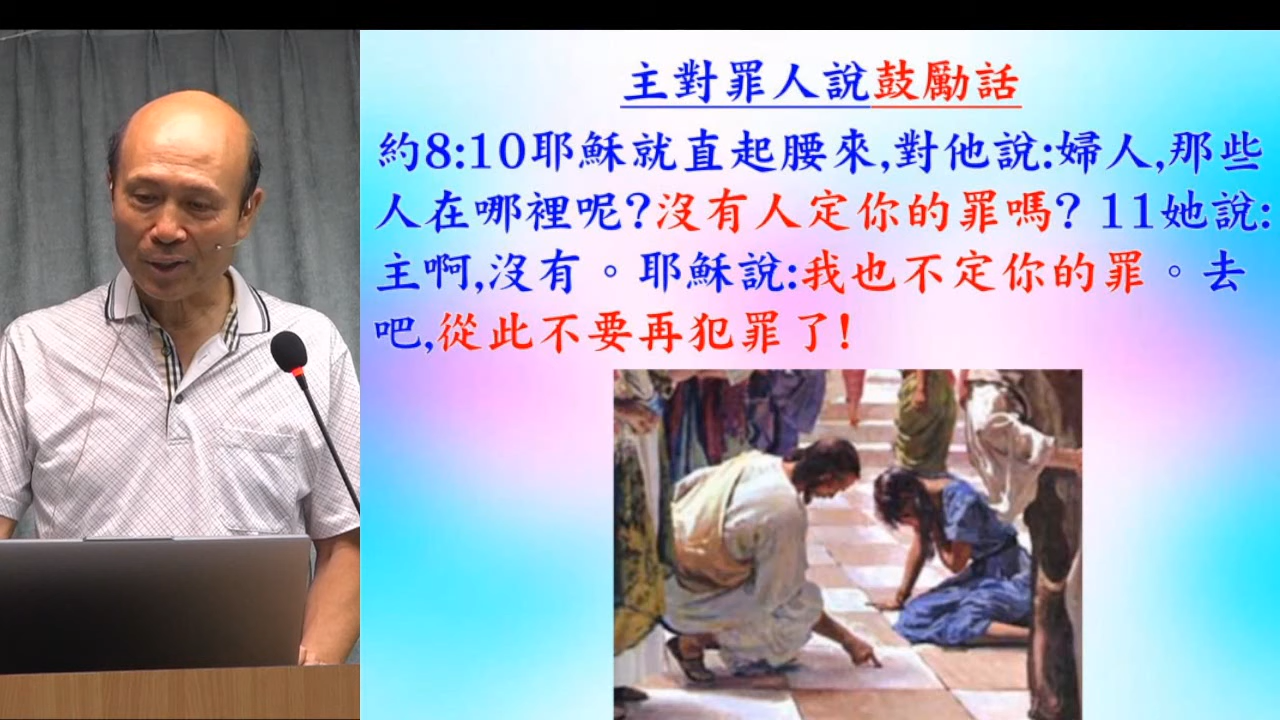 主對罪人說鼓勵話
約8:10耶穌就直起腰來,對他說:婦人,那些
人在哪裡呢?沒有人定你的罪嗎? 11她說:
主啊,沒有。耶穌說:我也不定你的罪。去
吧,從此不要再犯罪了!